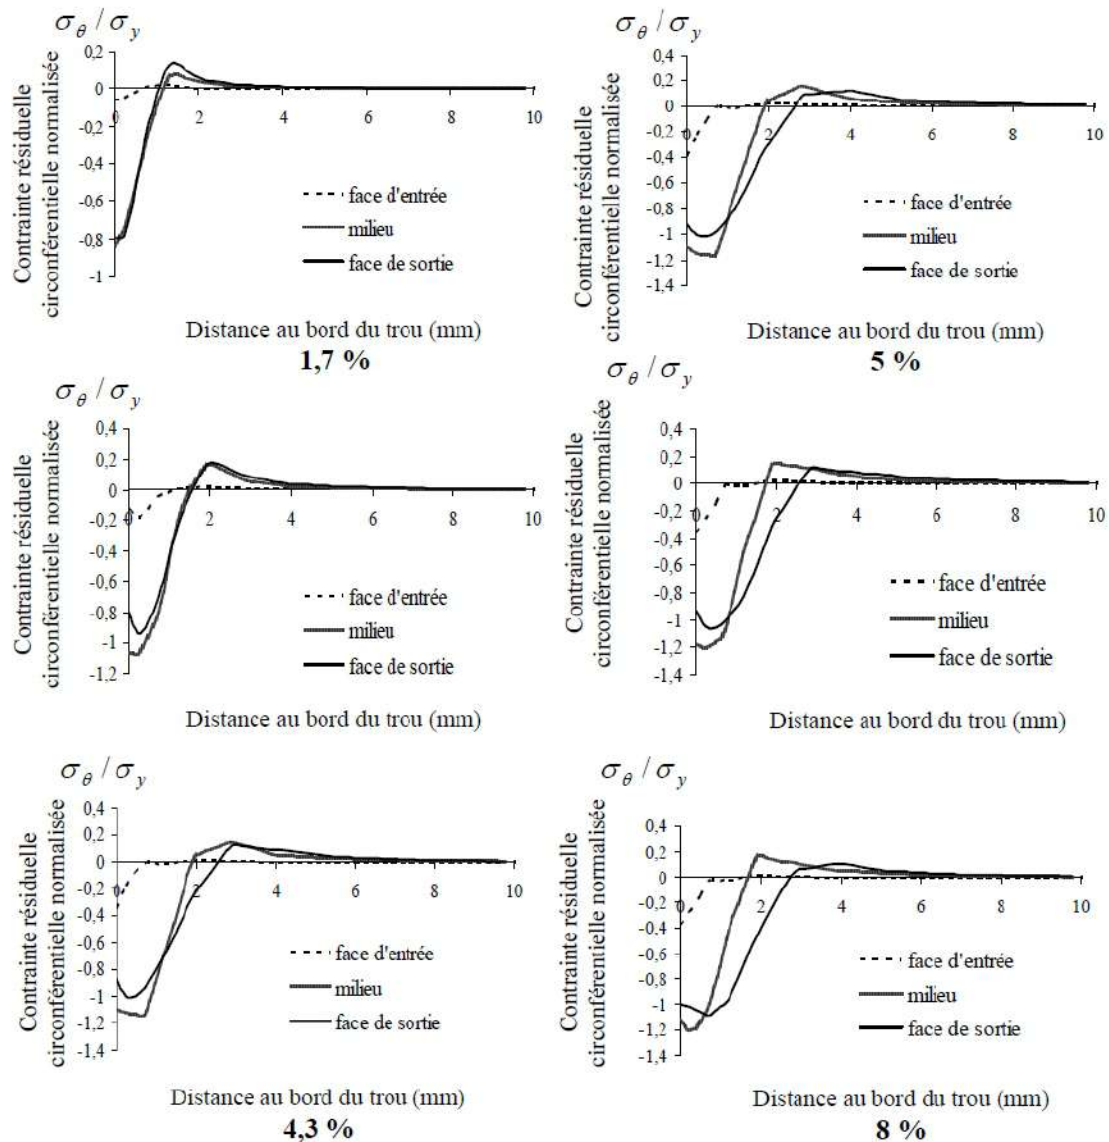 σθ / σy
Contrainte résiduelle
circonférentielle normalisée
0,2
0
-0,2
-0,4
-0,6
-0,8
-1
0 2 4 6 8 10
face d'entrée
milieu
face de sortie
Distance au bord du trou (mm)
1,7 %
σθ / σy
Contrainte résiduelle
circonférentielle normalisée
0,4
0,2
0
-0,2
-0,4
-0,6
-0,8
-1
-1,2
-1,4
0 2 4 6 8 10
face d'entrée
milieu
face de sortie
Distance au bord du trou (mm)
5 %
σθ / σy
Contrainte résiduelle
circonférentielle normalisée
0,4
0,2
0
-0,2
-0,4
-0,6
-0,8
-1
-1,2
0 2 4 6 8 10
face d'entrée
milieu
face de sortie
Distance au bord du trou (mm)
σθ / σy
Contrainte résiduelle
circonférentielle normalisée
0,4
0,2
0
-0,2
-0,4
-0,6
-0,8
-1
-1,2
-1,4
0 2 4 6 8 10
face d'entrée
milieu
face de sortie
Distance au bord du trou (mm)
σθ / σy
Contrainte résiduelle
circonférentielle normalisée
0,4
0,2
0
-0,2
-0,4
-0,6
-0,8
-1
-1,2
-1,4
0 2 4 6 8 10
face d'entrée
milieu
face de sortie
Distance au bord du trou (mm)
4,3 %
σθ / σy
Contrainte résiduelle
circonférentielle normalisée
0,4
0,2
0
-0,2
-0,4
-0,6
-0,8
-1
-1,2
-1,4
0 2 4 6 8 10
face d'entrée
milieu
face de sortie
Distance au bord du trou (mm)
8 %